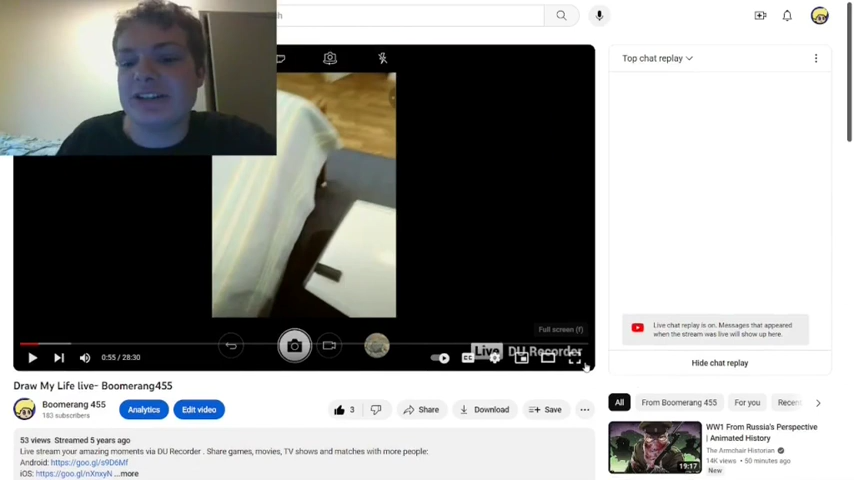 ch
Top chat replay
Full screen (f)
Live DU Recorder
0:55 / 28:30
CC
Live chat replay is on. Messages that appeared
when the stream was live will show up here.
Hide chat replay
Draw My Life live- Boomerang455
Boomerang 455
183 subscribers
Analytics
Edit video
3
Share
Download
Save
All
From Boomerang 455
For you
Recen
53 views Streamed 5 years ago
Live stream your amazing moments via DU Recorder . Share games, movies, TV shows and matches with more people:
Android: https://goo.gl/s9D6Mf
iOS: https://goo.gl/nXnxyN ...more
WW1 From Russia's Perspective
| Animated History
The Armchair Historian
14K views • 50 minutes ago
New
19:17